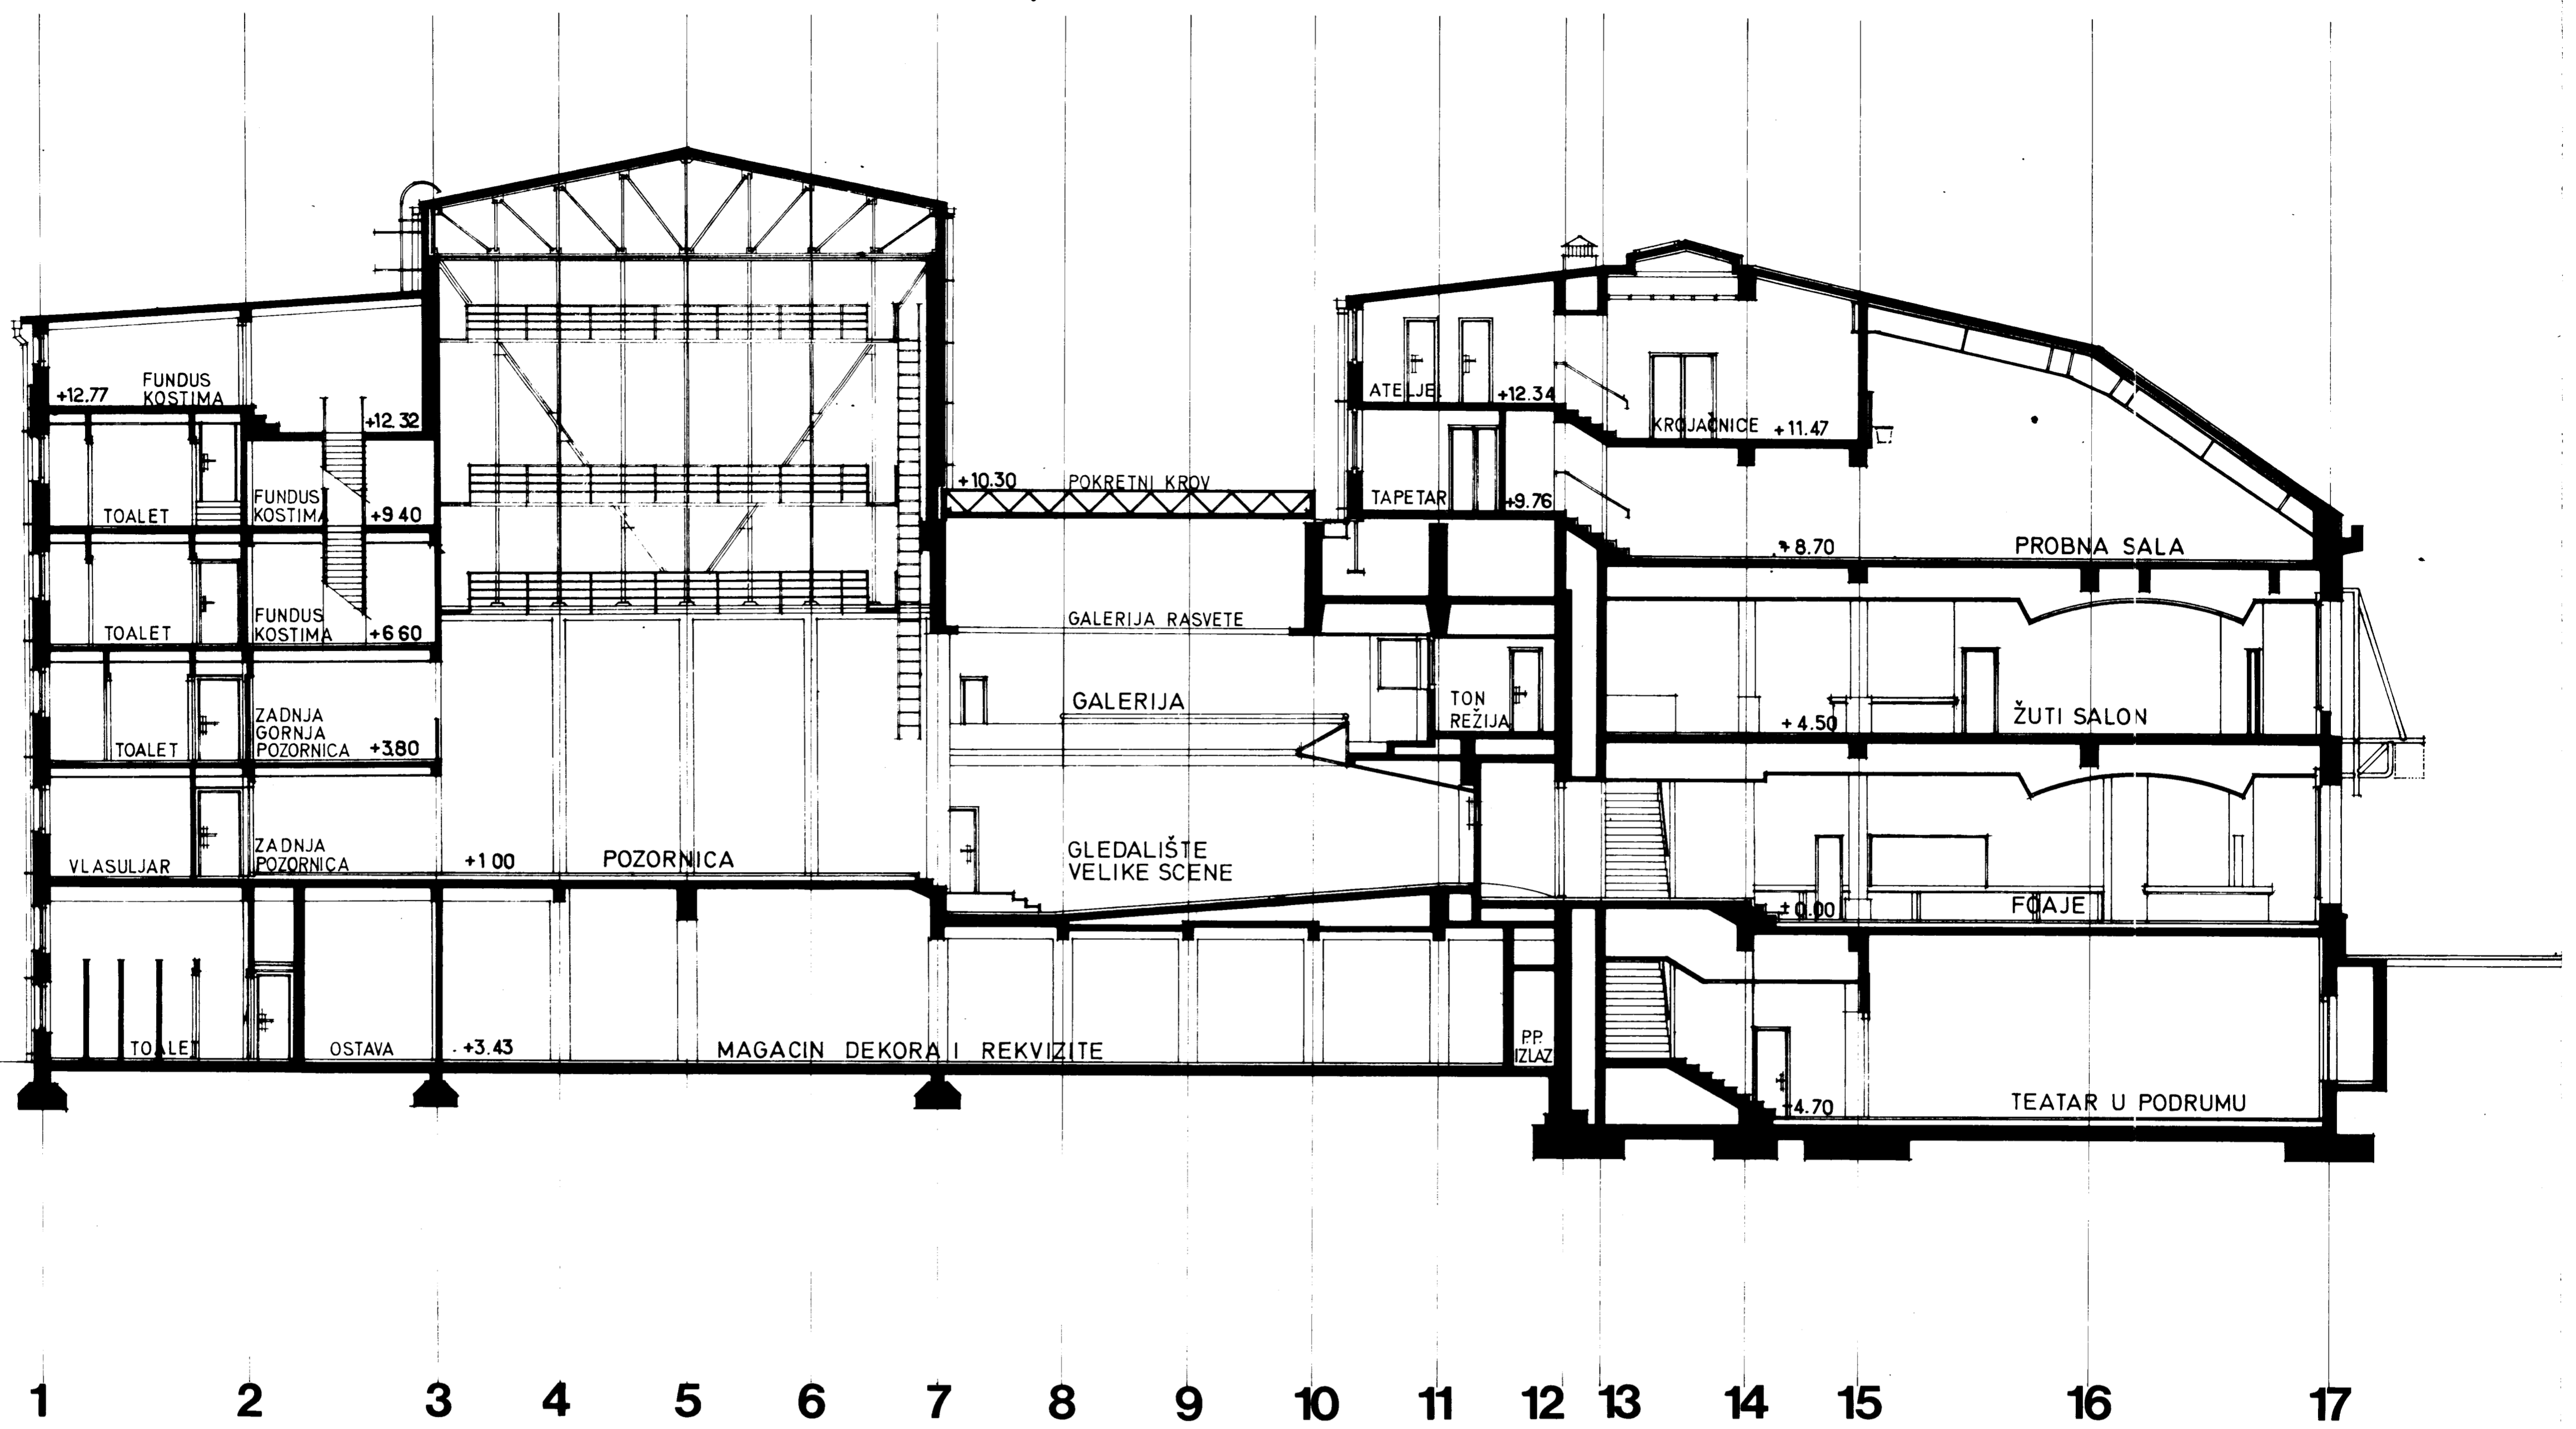 FUNDUS
KOSTIMA
+12.77
+12.32
TOALET
FUNDUS
KOSTIMA
+9.40
TOALET
FUNDUS
KOSTIMA
+6.60
TOALET
ZADNJA
GORNJA
POZORNICA
+3.80
VLASULJAR
ZADNJA
POZORNICA
+1.00
POZORNICA
TOALET
OSTAVA
+3.43
MAGACIN DEKORA I REKVIZITE
+10.30
POKRETNI KROV
GALERIJA RASVETE
GALERIJA
TON
REŽIJA
GLEDALIŠTE
VELIKE SCENE
P.P.
IZLAZ
ATELJE
+12.34
TAPETAR
+9.76
KROJAČNICE +11.47
+8.70
PROBNA SALA
+4.50
ŽUTI SALON
±0.00
FOAJE
-4.70
TEATAR U PODRUMU
1 2 3 4 5 6 7 8 9 10 11 12 13 14 15 16 17